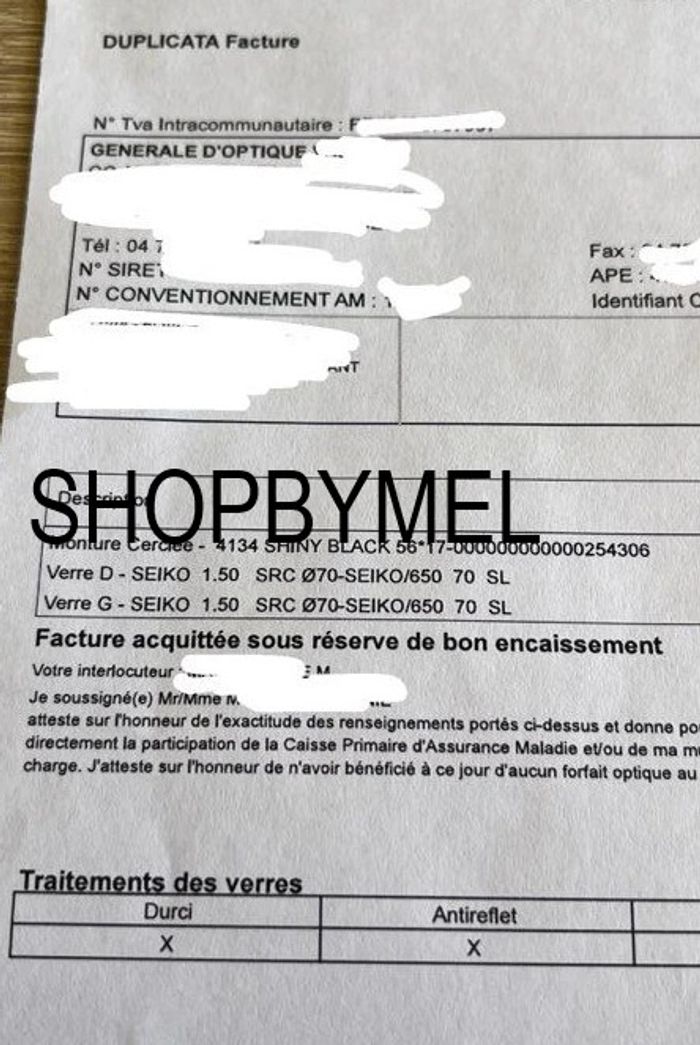 DUPLICATA Facture
N° Tva Intracommunautaire :
GENERALE D'OPTIQUE
Tél : 04 7
Fax :
N° SIRET
APE :
N° CONVENTIONNEMENT AM :
Identifiant
SHOPBYMEL
Description
Monture Cerclée - 4134 SHINY BLACK 56*17-000000000000254306
Verre D - SEIKO 1.50 SRC Ø70-SEIKO/650 70 SL
Verre G - SEIKO 1.50 SRC Ø70-SEIKO/650 70 SL
Facture acquittée sous réserve de bon encaissement
Votre interlocuteur
Je soussigné(e) Mr/Mme M
atteste sur l'honneur de l'exactitude des renseignements portés ci-dessus et donne
directement la participation de la Caisse Primaire d'Assurance Maladie et/ou de ma
charge. J'atteste sur l'honneur de n'avoir bénéficié à ce jour d'aucun forfait optique au
Traitements des verres
Durci
Antireflet
X
X